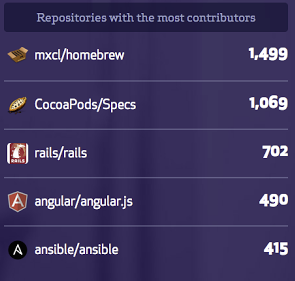 Repositories with the most contributors
mxcl/homebrew 1,499
CocoaPods/Specs 1,069
RAILS rails/rails 702
A angular/angular.js 490
A ansible/ansible 415